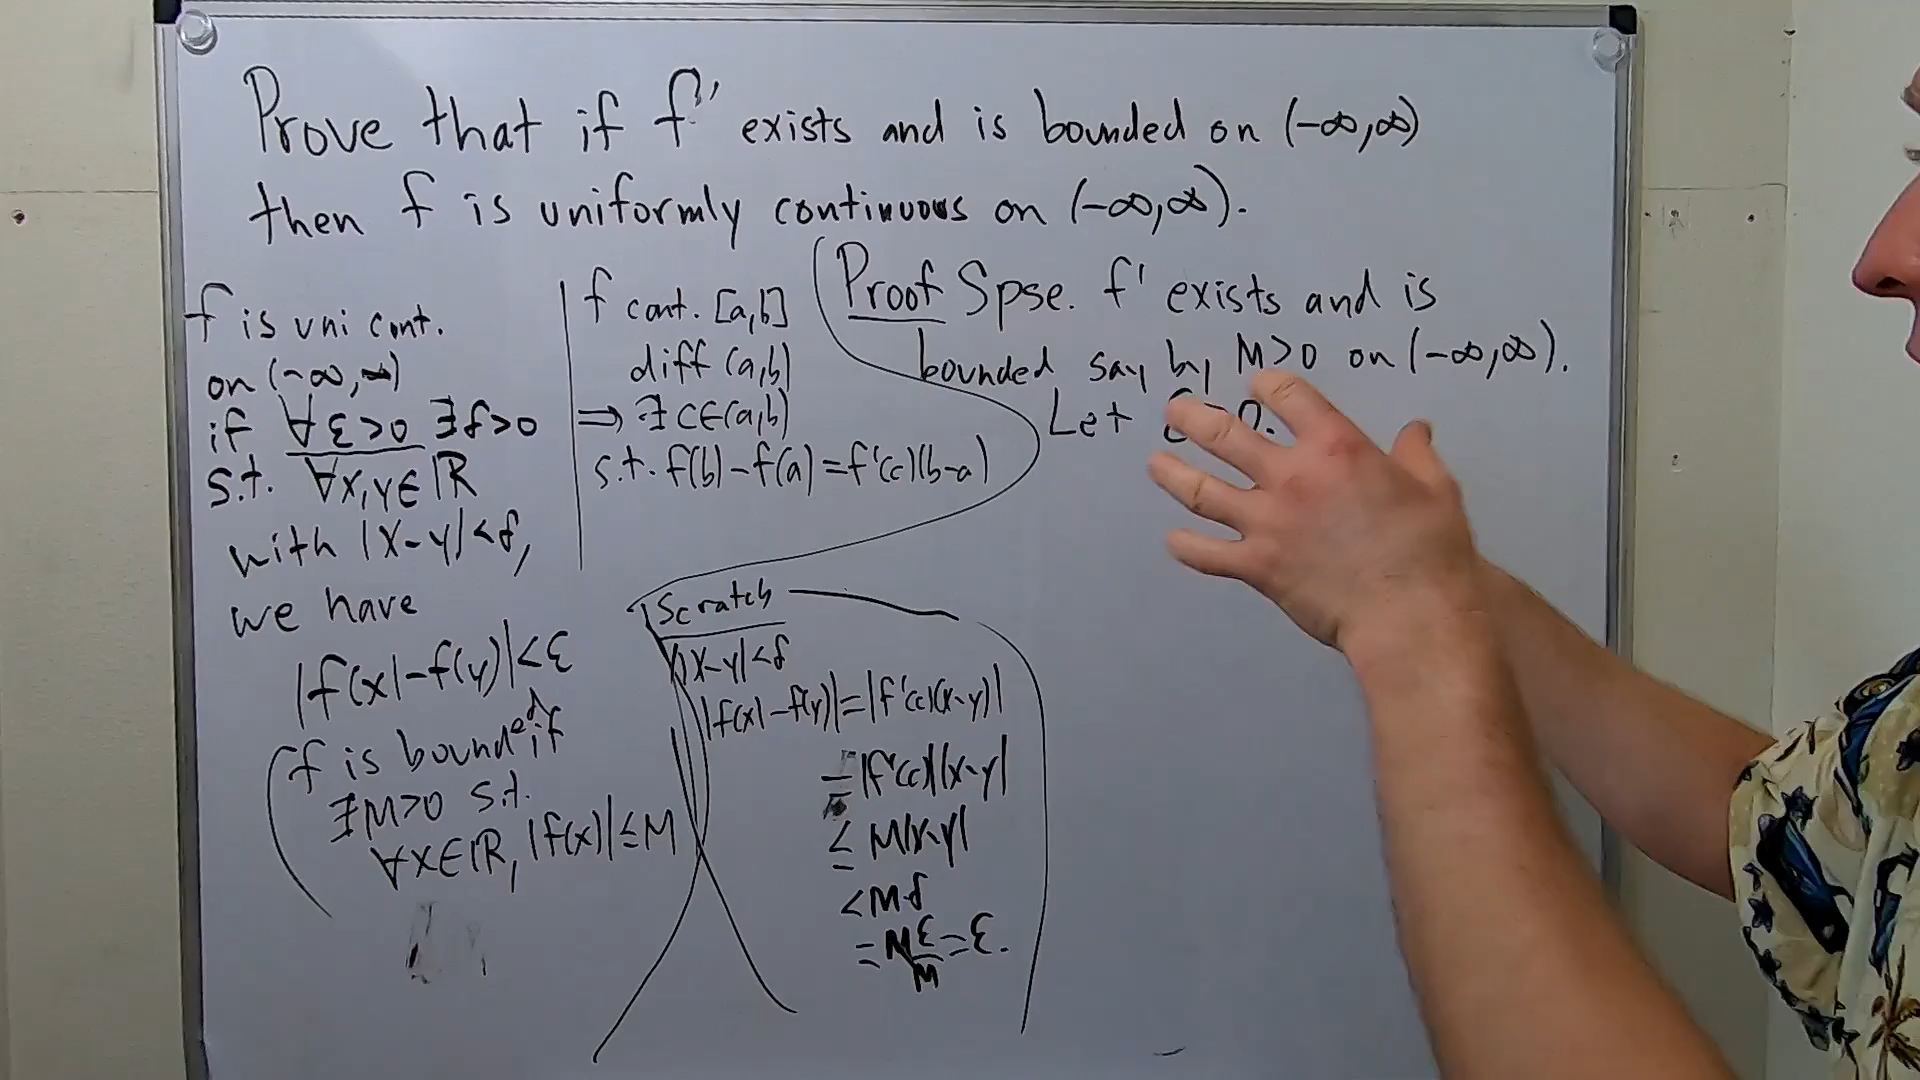 Prove that if f' exists and is bounded on (-∞,∞)
then f is uniformly continuous on (-∞,∞).
f is uni cont.
on (-∞,∞)
if ∀ε>0 ∃δ>0
s.t. ∀x,y∈ℝ
with |x-y|<δ,
we have
|f(x)-f(y)|<ε
f is bounded if
∃M>0 s.t.
∀x∈ℝ, |f(x)|≤M
f cont. [a,b]
diff (a,b)
⇒ ∃c∈(a,b)
s.t. f(b)-f(a)=f'(c)(b-a)
Scratch
|x-y|<δ
|f(x)-f(y)|=|f'(c)(x-y)|
=|f'(c)||x-y|
≤ M|x-y|
<Mδ
=M ε/M=ε.
Proof Spse. f' exists and is
bounded say by M>0 on (-∞,∞).
Let ε>0.